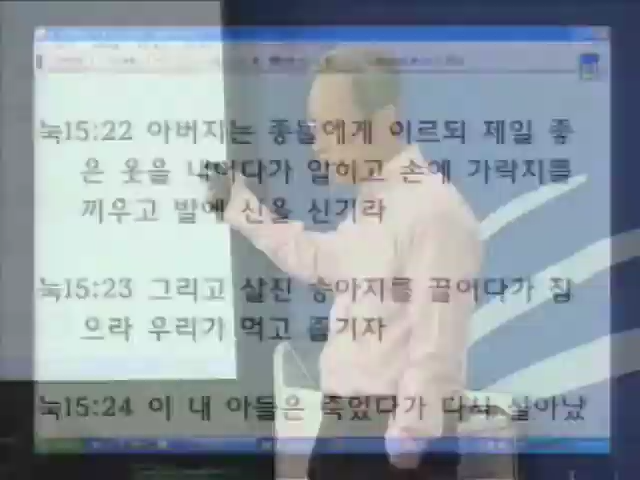 눅15:22 아버지는 종들에게 이르되 제일 좋
은 옷을 내어다가 입히고 손에 가락지를
끼우고 발에 신을 신기라
눅15:23 그리고 살진 송아지를 끌어다가 잡
으라 우리가 먹고 즐기자
눅15:24 이 내 아들은 죽었다가 다시 살아났